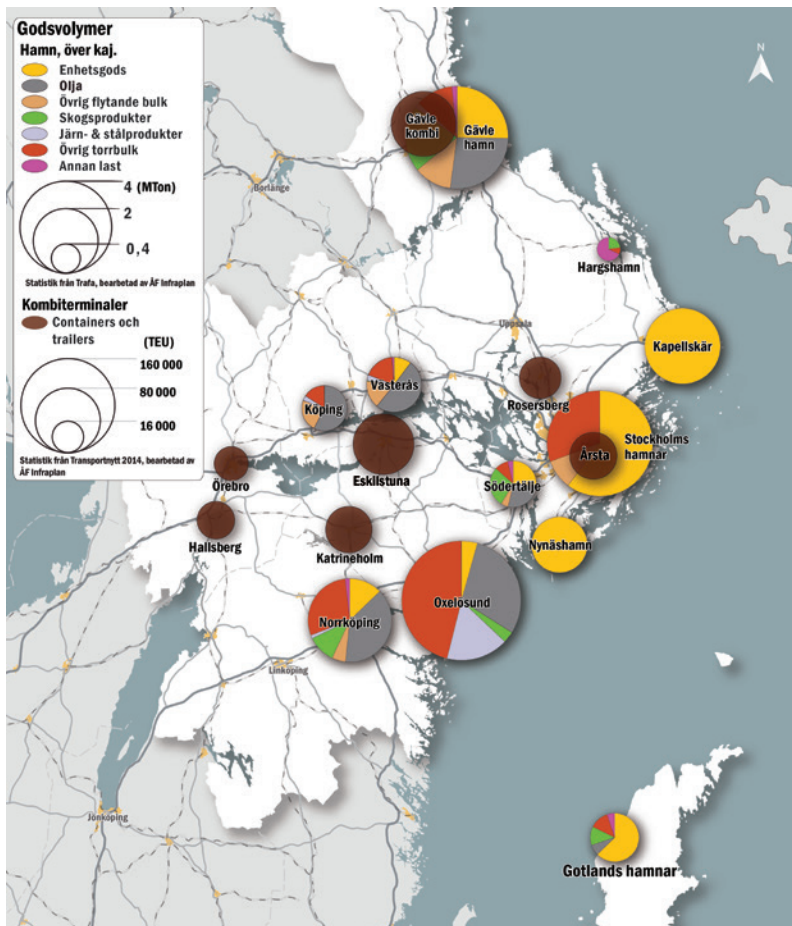 Godsvolymer
Hamn, över kaj.
Enhetsgods
Olja
Övrig flytande bulk
Skogsprodukter
Järn- & stålprodukter
Övrig torrbulk
Annan last
4 (MTon)
2
0,4
Statistik från Trafa, bearbetad av ÅF Infraplan
Kombiterminaler
Containers och
trailers
(TEU)
160 000
80 000
16 000
Statistik från Transportnytt 2014, bearbetad av
ÅF Infraplan
N
Gävle
kombi
Gävle
hamn
Borlänge
Hargshamn
Uppsala
Kapellskär
Västerås
Köping
Rosersberg
Stockholms
hamnar
Årsta
Eskilstuna
Örebro
Södertälje
Hallsberg
Katrineholm
Nynäshamn
Oxelösund
Norrköping
Linköping
Jönköping
Gotlands hamnar